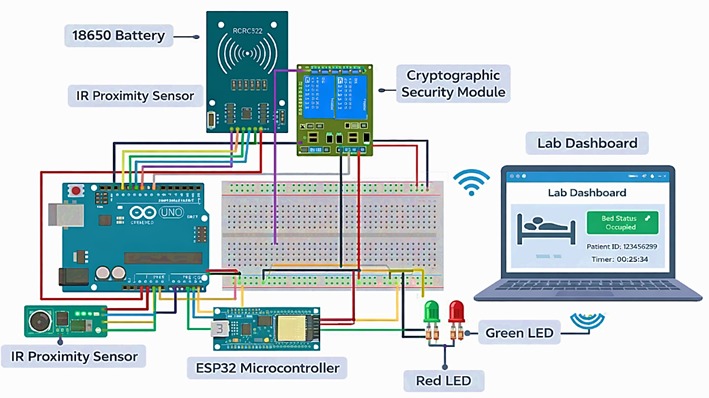 18650 Battery
RCRC322
IR Proximity Sensor
Cryptographic
Security Module
Lab Dashboard
Lab Dashboard
Bed Status
Occupied
Patient ID: 123456299
Timer: 00:25:34
UNO
IR Proximity Sensor
ESP32 Microcontroller
Green LED
Red LED